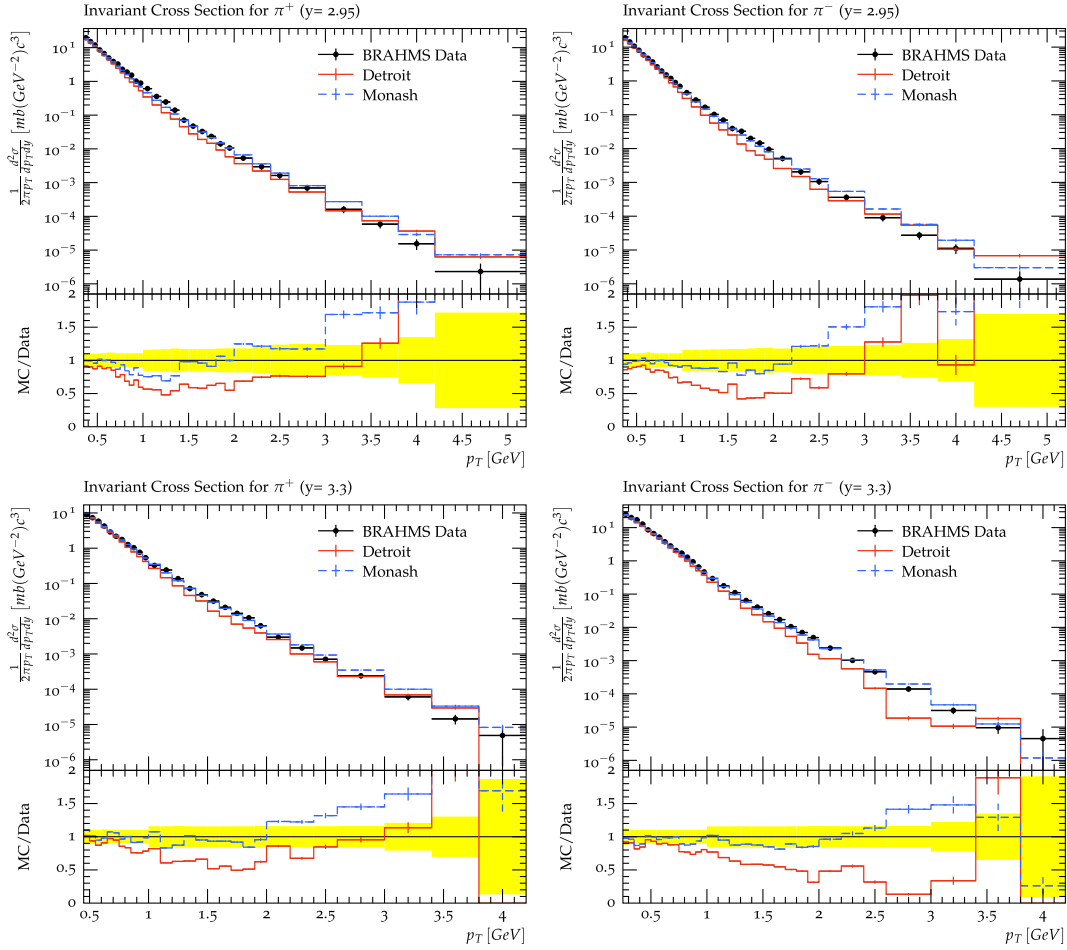 Invariant Cross Section for π⁺ (y= 2.95)
1/(2πp_T) d²σ/(dp_T dy) [mb(GeV⁻²)c³]
10¹
1
10⁻¹
10⁻²
10⁻³
10⁻⁴
10⁻⁵
10⁻⁶
BRAHMS Data
Detroit
Monash
MC/Data
2
1.5
1
0.5
0
0.5 1 1.5 2 2.5 3 3.5 4 4.5 5
p_T [GeV]
Invariant Cross Section for π⁻ (y= 2.95)
1/(2πp_T) d²σ/(dp_T dy) [mb(GeV⁻²)c³]
10¹
1
10⁻¹
10⁻²
10⁻³
10⁻⁴
10⁻⁵
10⁻⁶
BRAHMS Data
Detroit
Monash
MC/Data
2
1.5
1
0.5
0
0.5 1 1.5 2 2.5 3 3.5 4 4.5 5
p_T [GeV]
Invariant Cross Section for π⁺ (y= 3.3)
1/(2πp_T) d²σ/(dp_T dy) [mb(GeV⁻²)c³]
10¹
1
10⁻¹
10⁻²
10⁻³
10⁻⁴
10⁻⁵
10⁻⁶
BRAHMS Data
Detroit
Monash
MC/Data
2
1.5
1
0.5
0
0.5 1 1.5 2 2.5 3 3.5 4
p_T [GeV]
Invariant Cross Section for π⁻ (y= 3.3)
1/(2πp_T) d²σ/(dp_T dy) [mb(GeV⁻²)c³]
10¹
1
10⁻¹
10⁻²
10⁻³
10⁻⁴
10⁻⁵
10⁻⁶
BRAHMS Data
Detroit
Monash
MC/Data
2
1.5
1
0.5
0
0.5 1 1.5 2 2.5 3 3.5 4
p_T [GeV]